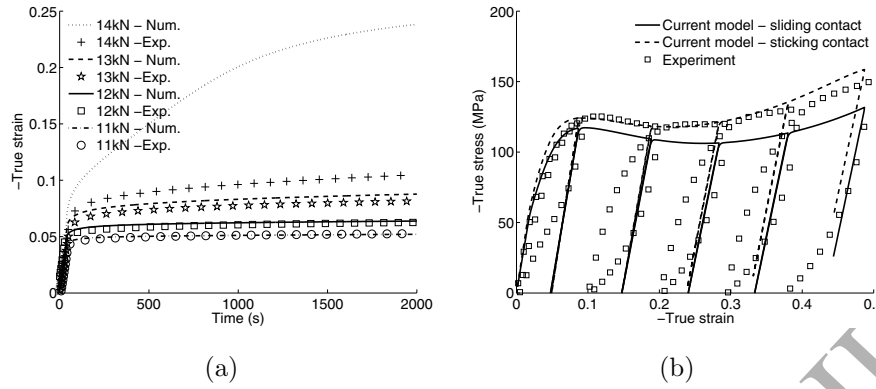 −0.25
−0.2
−0.15
−0.1
−0.05
0
0
500
1000
1500
2000
−True strain
Time (s)
14kN −Num.
14kN −Exp.
13kN − Num.
13kN −Exp.
12kN − Num.
12kN −Exp.
11kN − Num.
11kN −Exp.
(a)
200
150
100
50
0
0
0.1
0.2
0.3
0.4
0.5
−True stress (MPa)
−True strain
Current model − sliding contact
Current model − sticking contact
Experiment
(b)